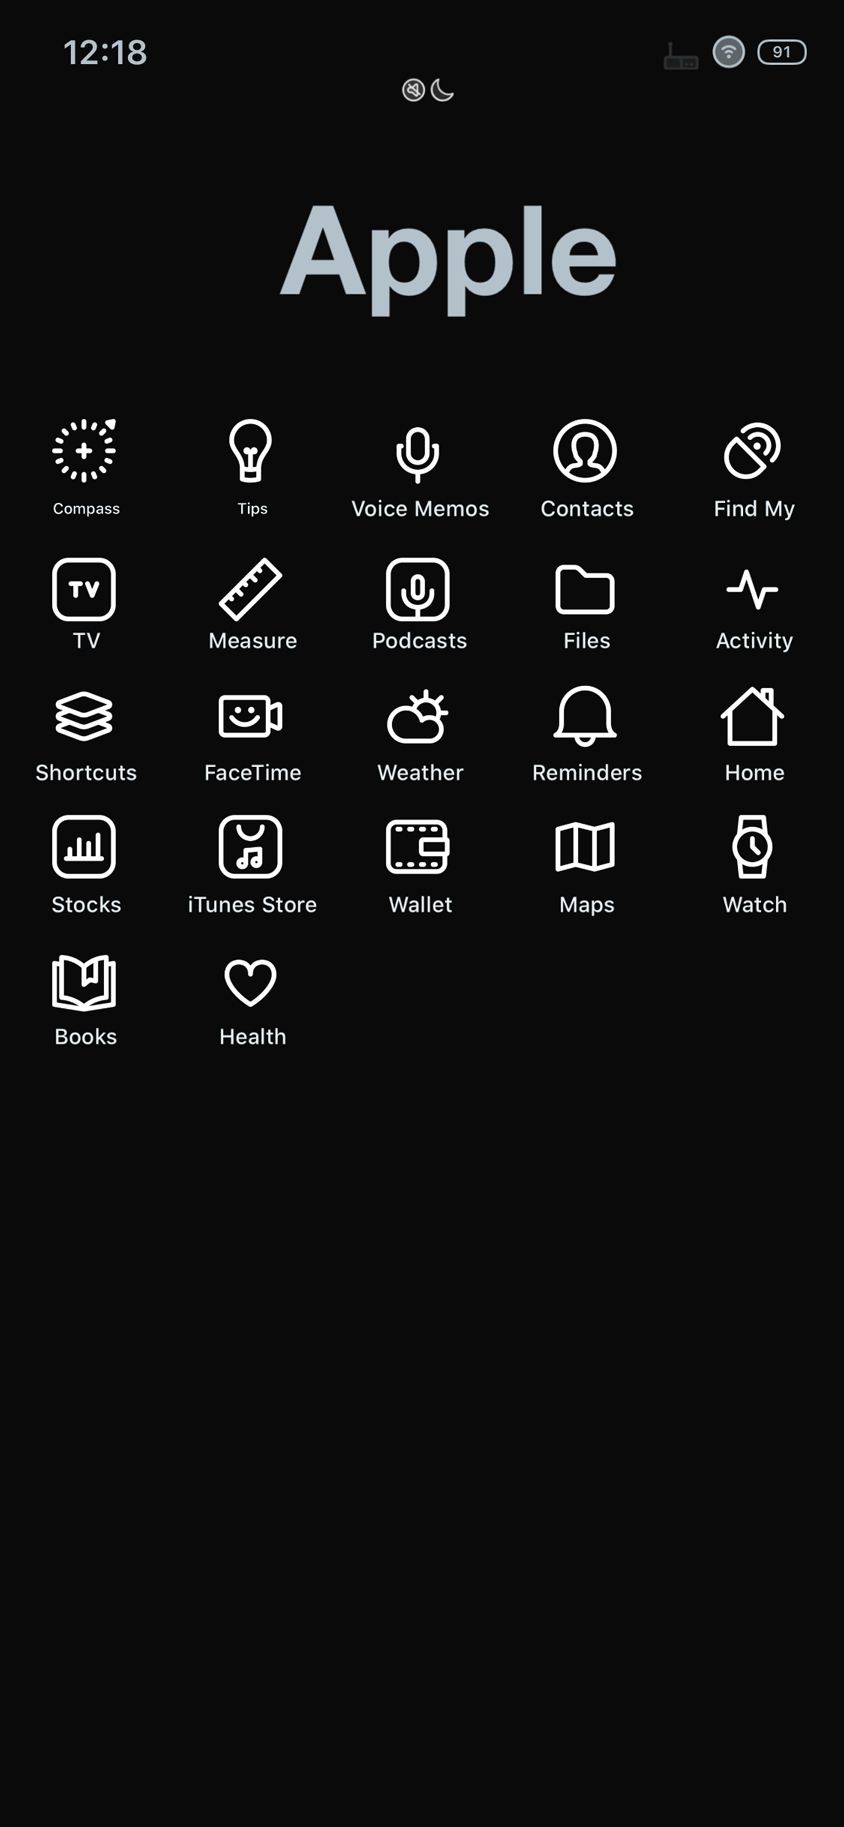 12:18
91
Apple
Compass
Tips
Voice Memos
Contacts
Find My
TV
TV
Measure
Podcasts
Files
Activity
Shortcuts
FaceTime
Weather
Reminders
Home
Stocks
iTunes Store
Wallet
Maps
Watch
Books
Health